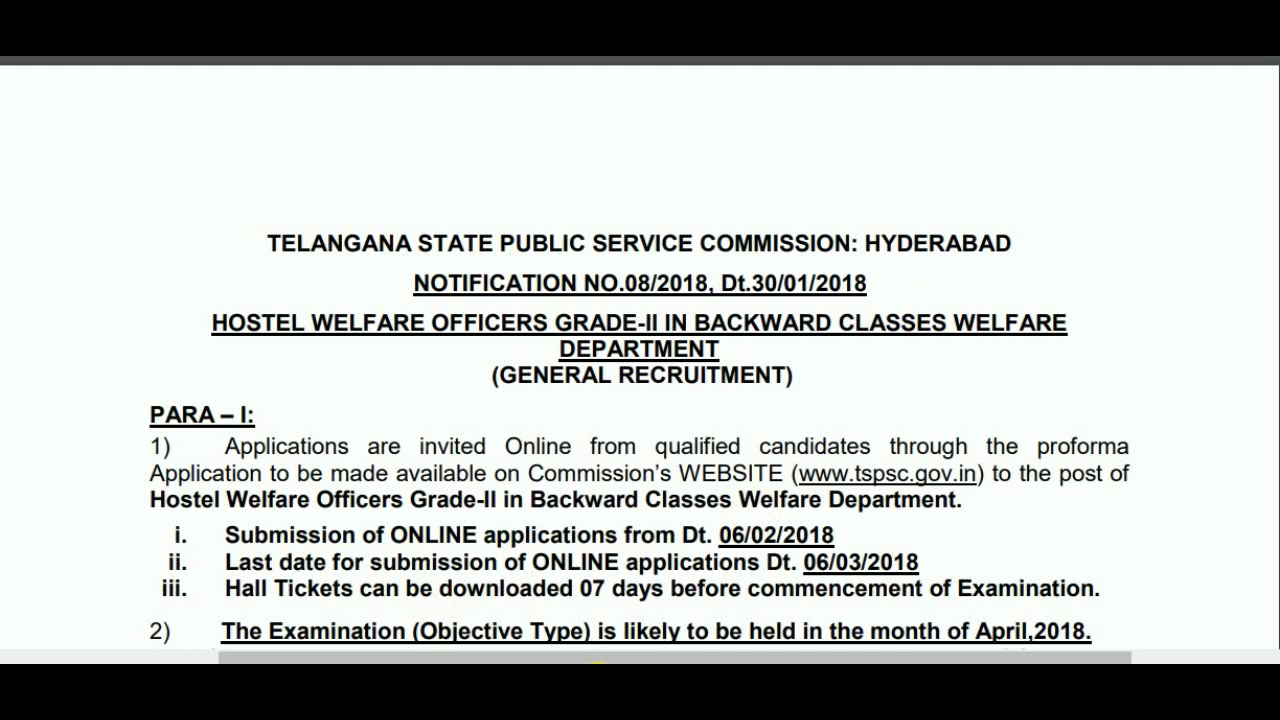 TELANGANA STATE PUBLIC SERVICE COMMISSION: HYDERABAD
NOTIFICATION NO.08/2018, Dt.30/01/2018
HOSTEL WELFARE OFFICERS GRADE-II IN BACKWARD CLASSES WELFARE
DEPARTMENT
(GENERAL RECRUITMENT)
PARA – I:
1) Applications are invited Online from qualified candidates through the proforma
Application to be made available on Commission's WEBSITE (www.tspsc.gov.in) to the post of
Hostel Welfare Officers Grade-II in Backward Classes Welfare Department.
i. Submission of ONLINE applications from Dt. 06/02/2018
ii. Last date for submission of ONLINE applications Dt. 06/03/2018
iii. Hall Tickets can be downloaded 07 days before commencement of Examination.
2) The Examination (Objective Type) is likely to be held in the month of April,2018.